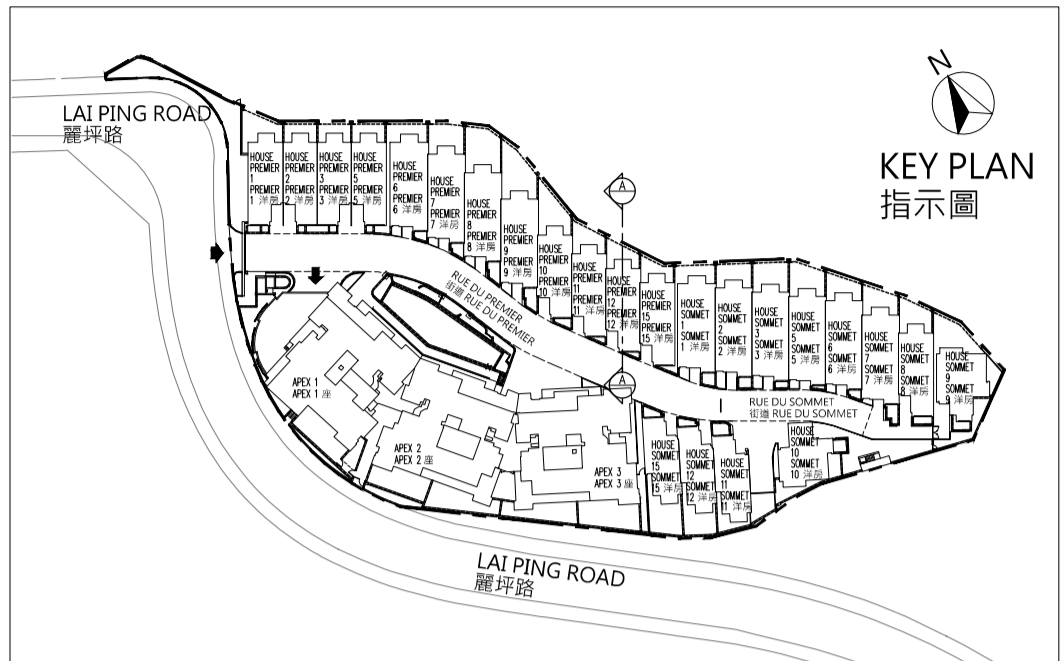 LAI PING ROAD
麗坪路
N
KEY PLAN
指示圖
HOUSE
PREMIER
1
PREMIER
1 洋房
HOUSE
PREMIER
2
PREMIER
2 洋房
HOUSE
PREMIER
3
PREMIER
3 洋房
HOUSE
PREMIER
5
PREMIER
5 洋房
HOUSE
PREMIER
6
PREMIER
6 洋房
HOUSE
PREMIER
7
PREMIER
7 洋房
HOUSE
PREMIER
8
PREMIER
8 洋房
HOUSE
PREMIER
9
PREMIER
9 洋房
HOUSE
PREMIER
10
PREMIER
10 洋房
HOUSE
PREMIER
11
PREMIER
11 洋房
HOUSE
PREMIER
12
PREMIER
12 洋房
HOUSE
PREMIER
15
PREMIER
15 洋房
HOUSE
SOMMET
1
SOMMET
1 洋房
HOUSE
SOMMET
2
SOMMET
2 洋房
HOUSE
SOMMET
3
SOMMET
3 洋房
HOUSE
SOMMET
5
SOMMET
5 洋房
HOUSE
SOMMET
6
SOMMET
6 洋房
HOUSE
SOMMET
7
SOMMET
7 洋房
HOUSE
SOMMET
8
SOMMET
8 洋房
HOUSE
SOMMET
9
SOMMET
9 洋房
A
RUE DU PREMIER
街道 RUE DU PREMIER
A
RUE DU SOMMET
街道 RUE DU SOMMET
APEX 1
APEX 1 座
APEX 2
APEX 2 座
APEX 3
APEX 3 座
HOUSE
SOMMET
15
SOMMET
15 洋房
HOUSE
SOMMET
12
SOMMET
12 洋房
HOUSE
SOMMET
11
SOMMET
11 洋房
HOUSE
SOMMET
10
SOMMET
10 洋房
LAI PING ROAD
麗坪路